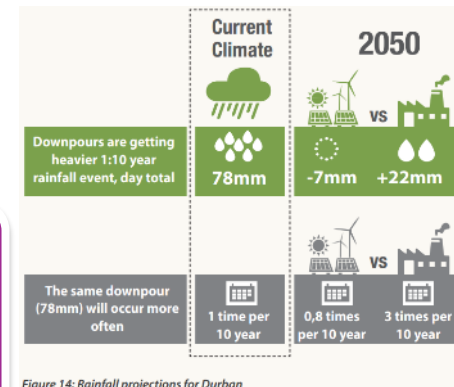 Current
Climate
2050
vs
Downpours are getting
heavier 1:10 year
rainfall event, day total
78mm
-7mm
+22mm
vs
The same downpour
(78mm) will occur more
often
1 time per
10 year
0,8 times
per 10 year
3 times per
10 year
Figure 14: Rainfall projections for Durban